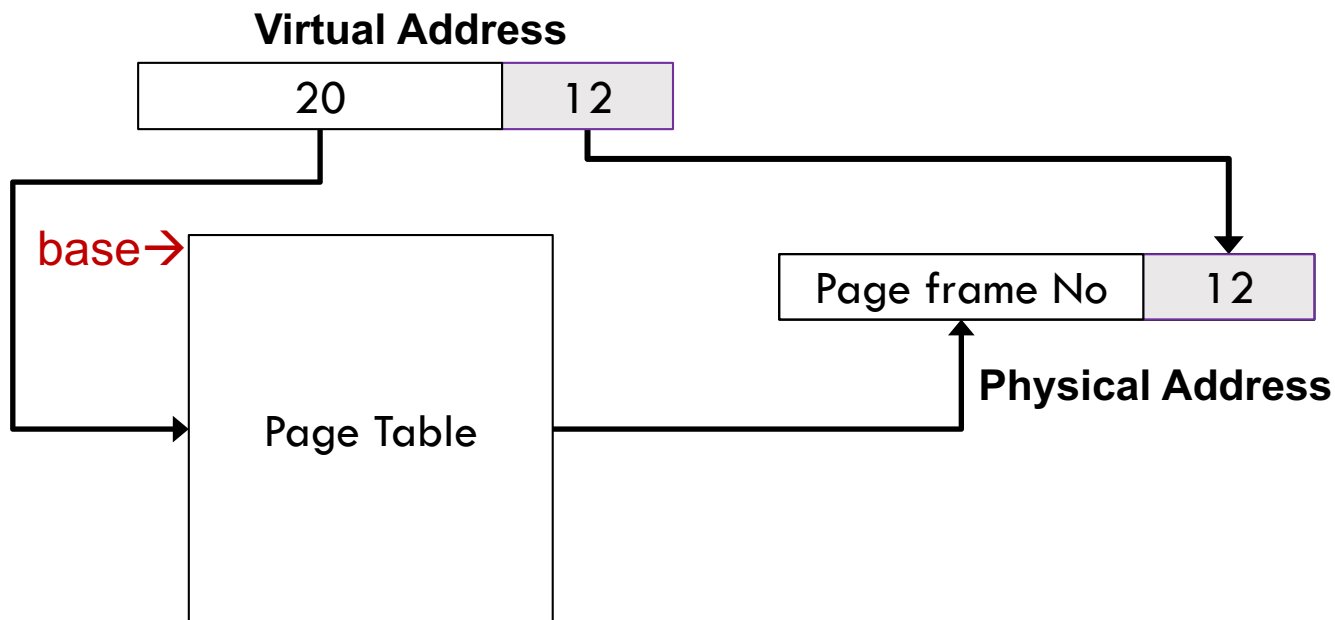 Virtual Address
20 12
base→
Page frame No 12
Physical Address
Page Table